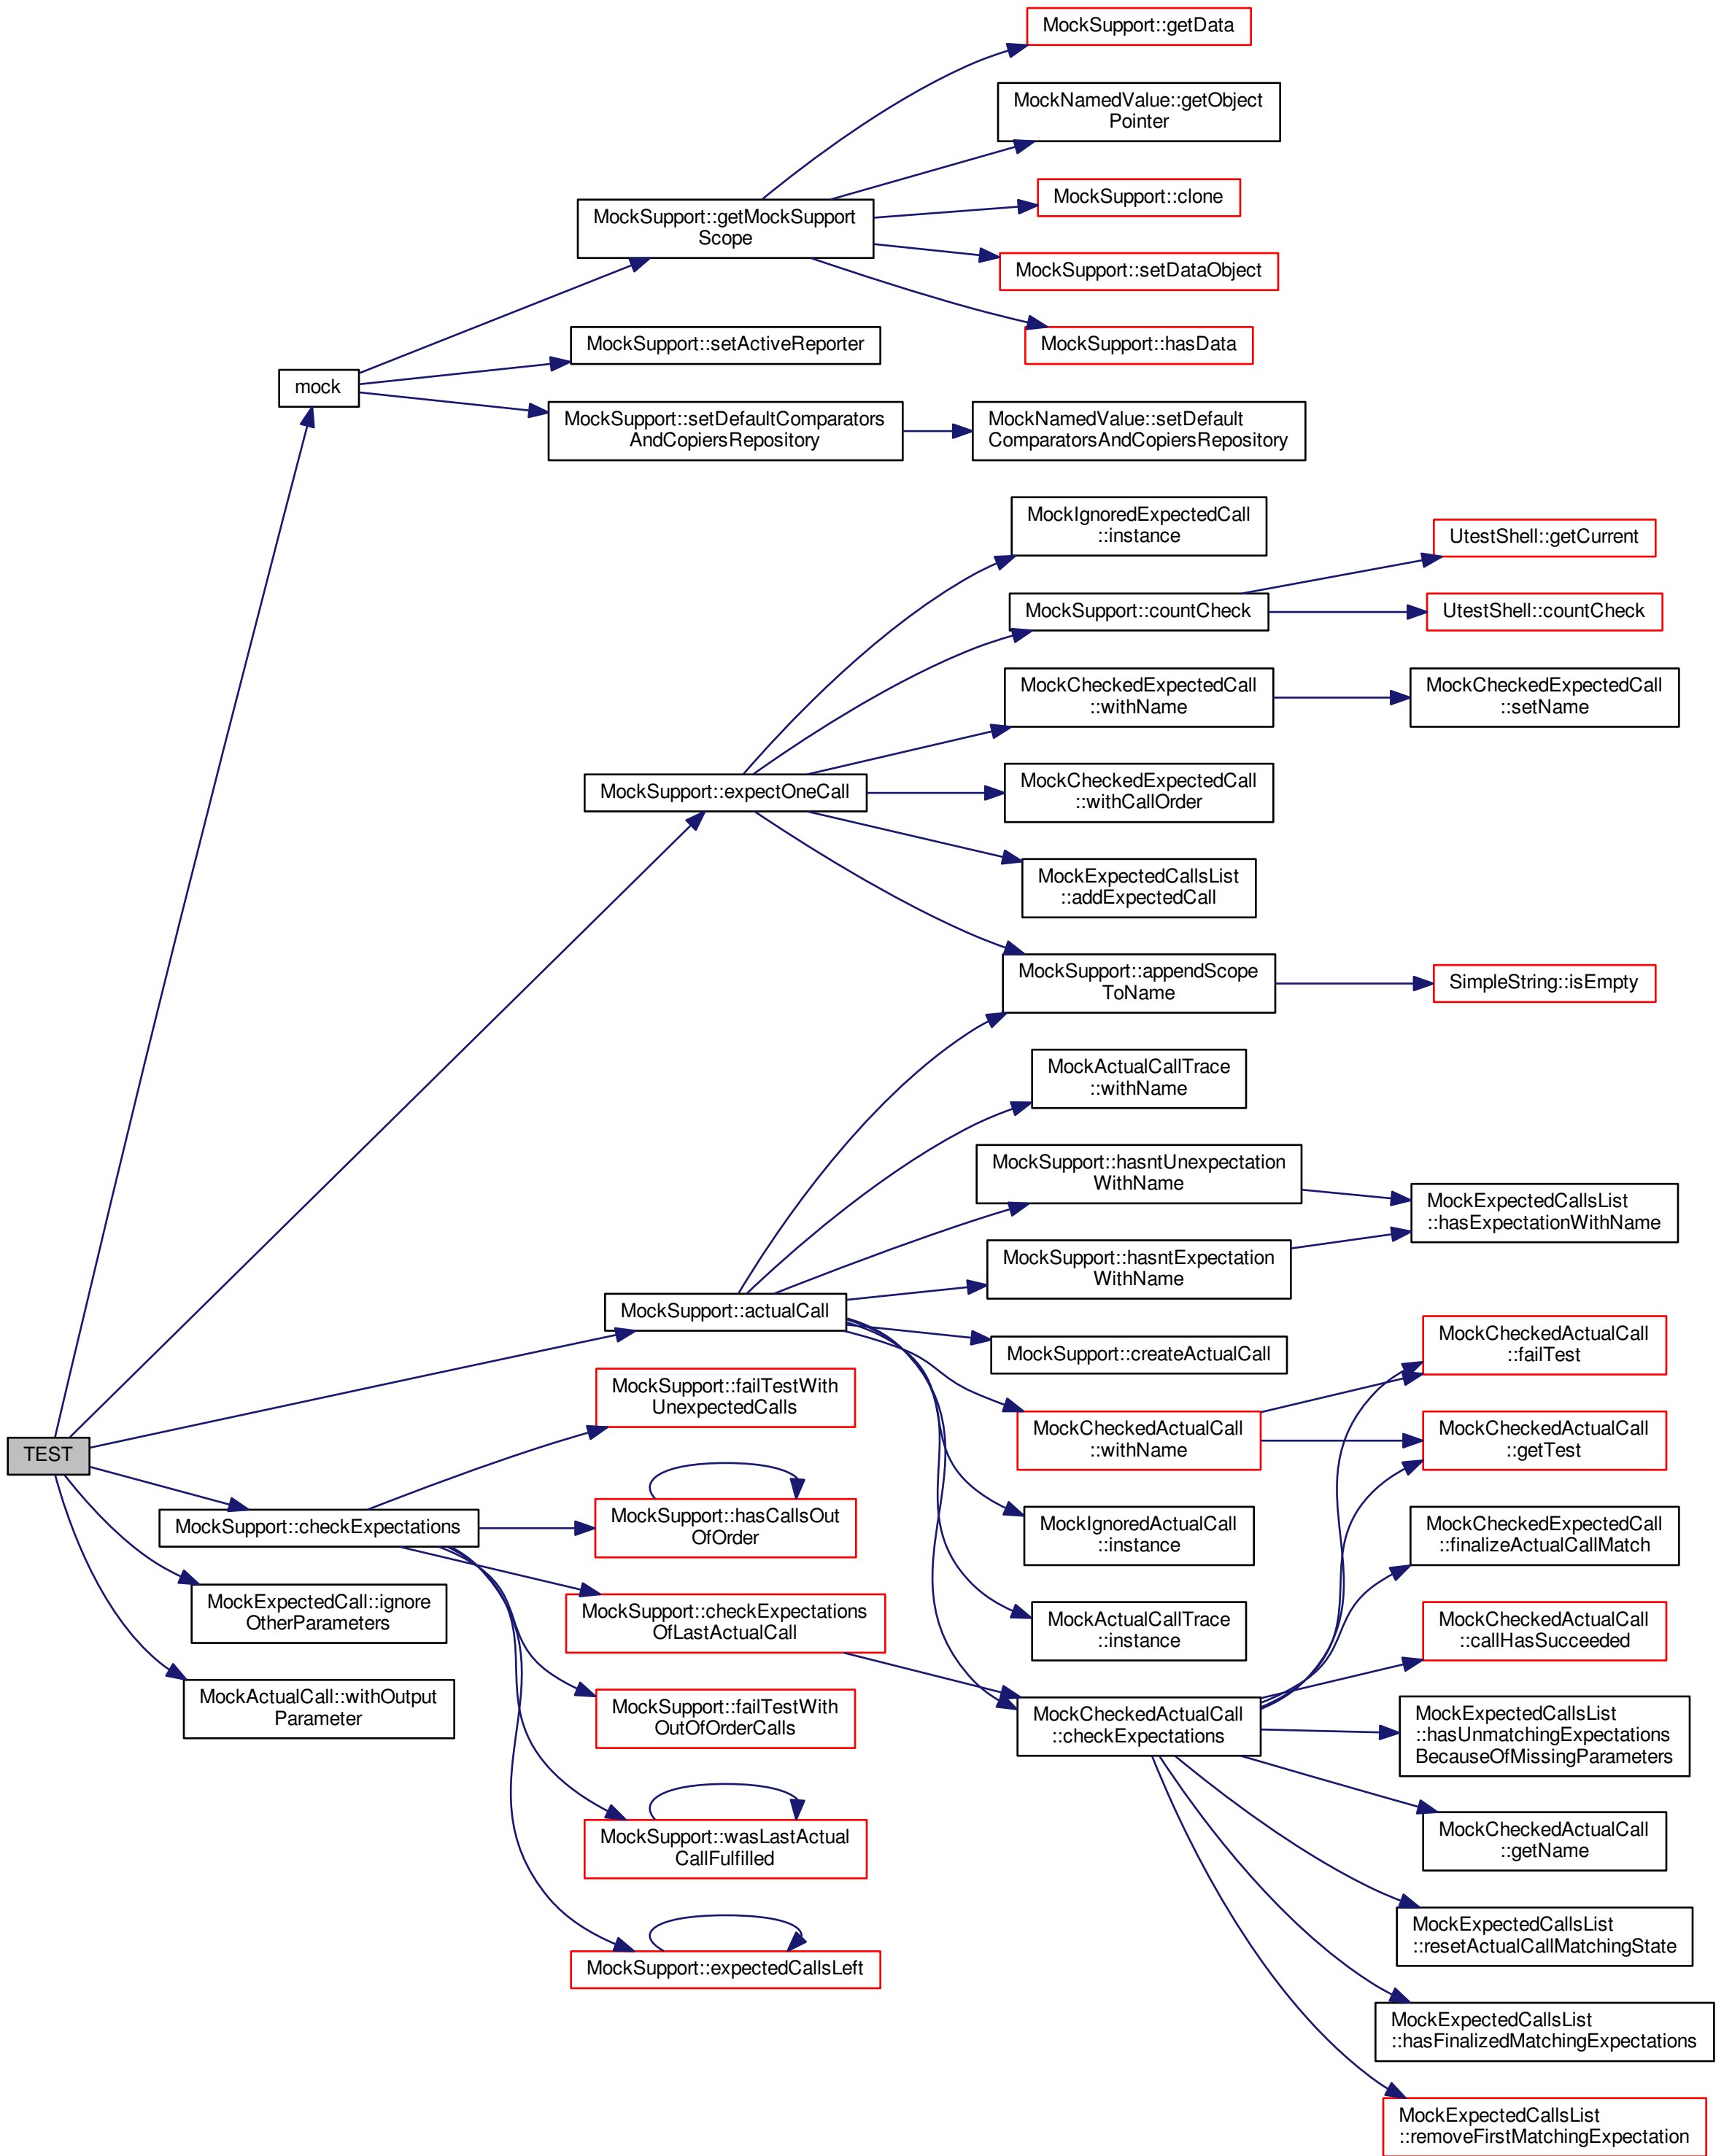 MockSupport::getData
MockNamedValue::getObject
Pointer
MockSupport::clone
MockSupport::getMockSupport
Scope
MockSupport::setDataObject
MockSupport::hasData
MockSupport::setActiveReporter
mock
MockSupport::setDefaultComparators
AndCopiersRepository
MockNamedValue::setDefault
ComparatorsAndCopiersRepository
MockIgnoredExpectedCall
::instance
UtestShell::getCurrent
MockSupport::countCheck
UtestShell::countCheck
MockCheckedExpectedCall
::withName
MockCheckedExpectedCall
::setName
MockSupport::expectOneCall
MockCheckedExpectedCall
::withCallOrder
MockExpectedCallsList
::addExpectedCall
MockSupport::appendScope
ToName
SimpleString::isEmpty
MockActualCallTrace
::withName
MockSupport::hasntUnexpectation
WithName
MockExpectedCallsList
::hasExpectationWithName
MockSupport::hasntExpectation
WithName
MockSupport::actualCall
MockSupport::createActualCall
MockCheckedActualCall
::failTest
MockSupport::failTestWith
UnexpectedCalls
MockCheckedActualCall
::withName
MockCheckedActualCall
::getTest
TEST
MockSupport::checkExpectations
MockSupport::hasCallsOut
OfOrder
MockIgnoredActualCall
::instance
MockCheckedExpectedCall
::finalizeActualCallMatch
MockExpectedCall::ignore
OtherParameters
MockSupport::checkExpectations
OfLastActualCall
MockActualCallTrace
::instance
MockCheckedActualCall
::callHasSucceeded
MockActualCall::withOutput
Parameter
MockSupport::failTestWith
OutOfOrderCalls
MockCheckedActualCall
::checkExpectations
MockExpectedCallsList
::hasUnmatchingExpectations
BecauseOfMissingParameters
MockSupport::wasLastActual
CallFulfilled
MockCheckedActualCall
::getName
MockExpectedCallsList
::resetActualCallMatchingState
MockSupport::expectedCallsLeft
MockExpectedCallsList
::hasFinalizedMatchingExpectations
MockExpectedCallsList
::removeFirstMatchingExpectation